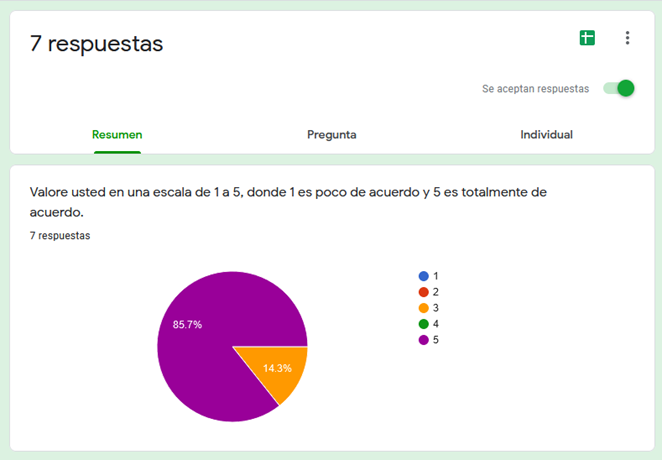 7 respuestas
Se aceptan respuestas
Resumen
Pregunta
Individual
Valore usted en una escala de 1 a 5, donde 1 es poco de acuerdo y 5 es totalmente de
acuerdo.
7 respuestas
85.7%
14.3%
1
2
3
4
5